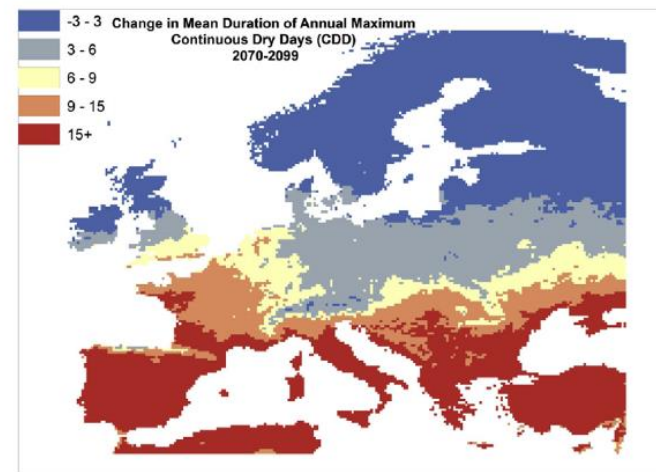 Change in Mean Duration of Annual Maximum
Continuous Dry Days (CDD)
2070-2099
-3 - 3
3 - 6
6 - 9
9 - 15
15+